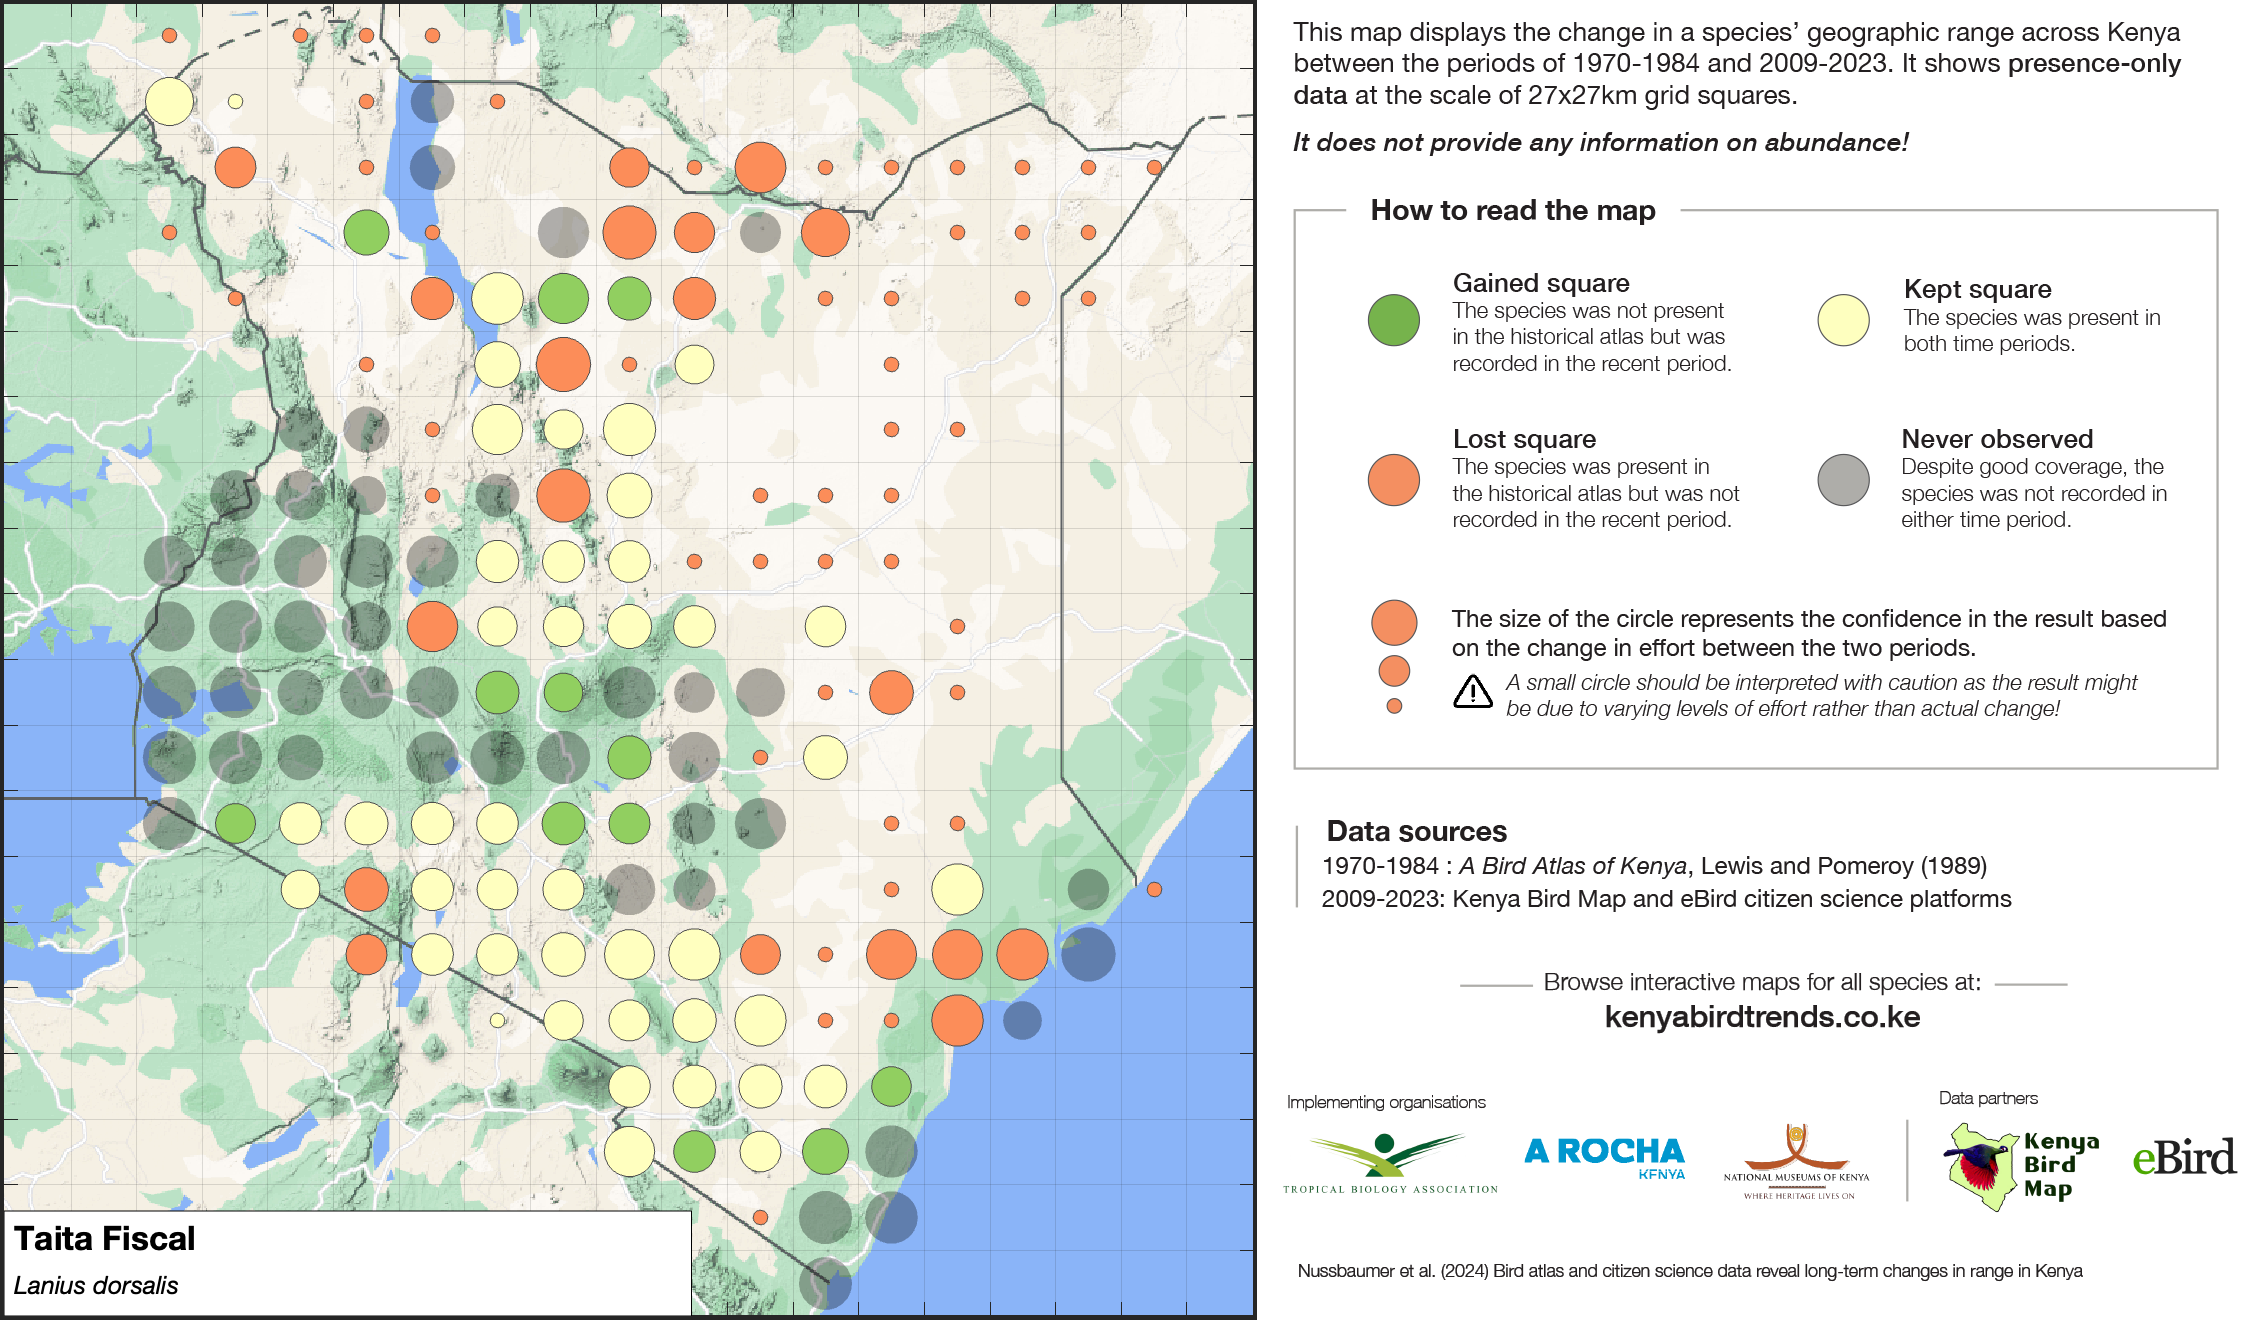 This map displays the change in a species’ geographic range across Kenya
between the periods of 1970-1984 and 2009-2023. It shows presence-only
data at the scale of 27x27km grid squares.
It does not provide any information on abundance!
How to read the map
Gained square
The species was not present
in the historical atlas but was
recorded in the recent period.
Kept square
The species was present in
both time periods.
Lost square
The species was present in
the historical atlas but was not
recorded in the recent period.
Never observed
Despite good coverage, the
species was not recorded in
either time period.
The size of the circle represents the confidence in the result based
on the change in effort between the two periods.
A small circle should be interpreted with caution as the result might
be due to varying levels of effort rather than actual change!
Data sources
1970-1984 : A Bird Atlas of Kenya, Lewis and Pomeroy (1989)
2009-2023: Kenya Bird Map and eBird citizen science platforms
Browse interactive maps for all species at:
kenyabirdtrends.co.ke
Implementing organisations
Data partners
TROPICAL BIOLOGY ASSOCIATION
A ROCHA
KENYA
NATIONAL MUSEUMS OF KENYA
WHERE HERITAGE LIVES ON
Kenya
Bird
Map
eBird
Taita Fiscal
Lanius dorsalis
Nussbaumer et al. (2024) Bird atlas and citizen science data reveal long-term changes in range in Kenya